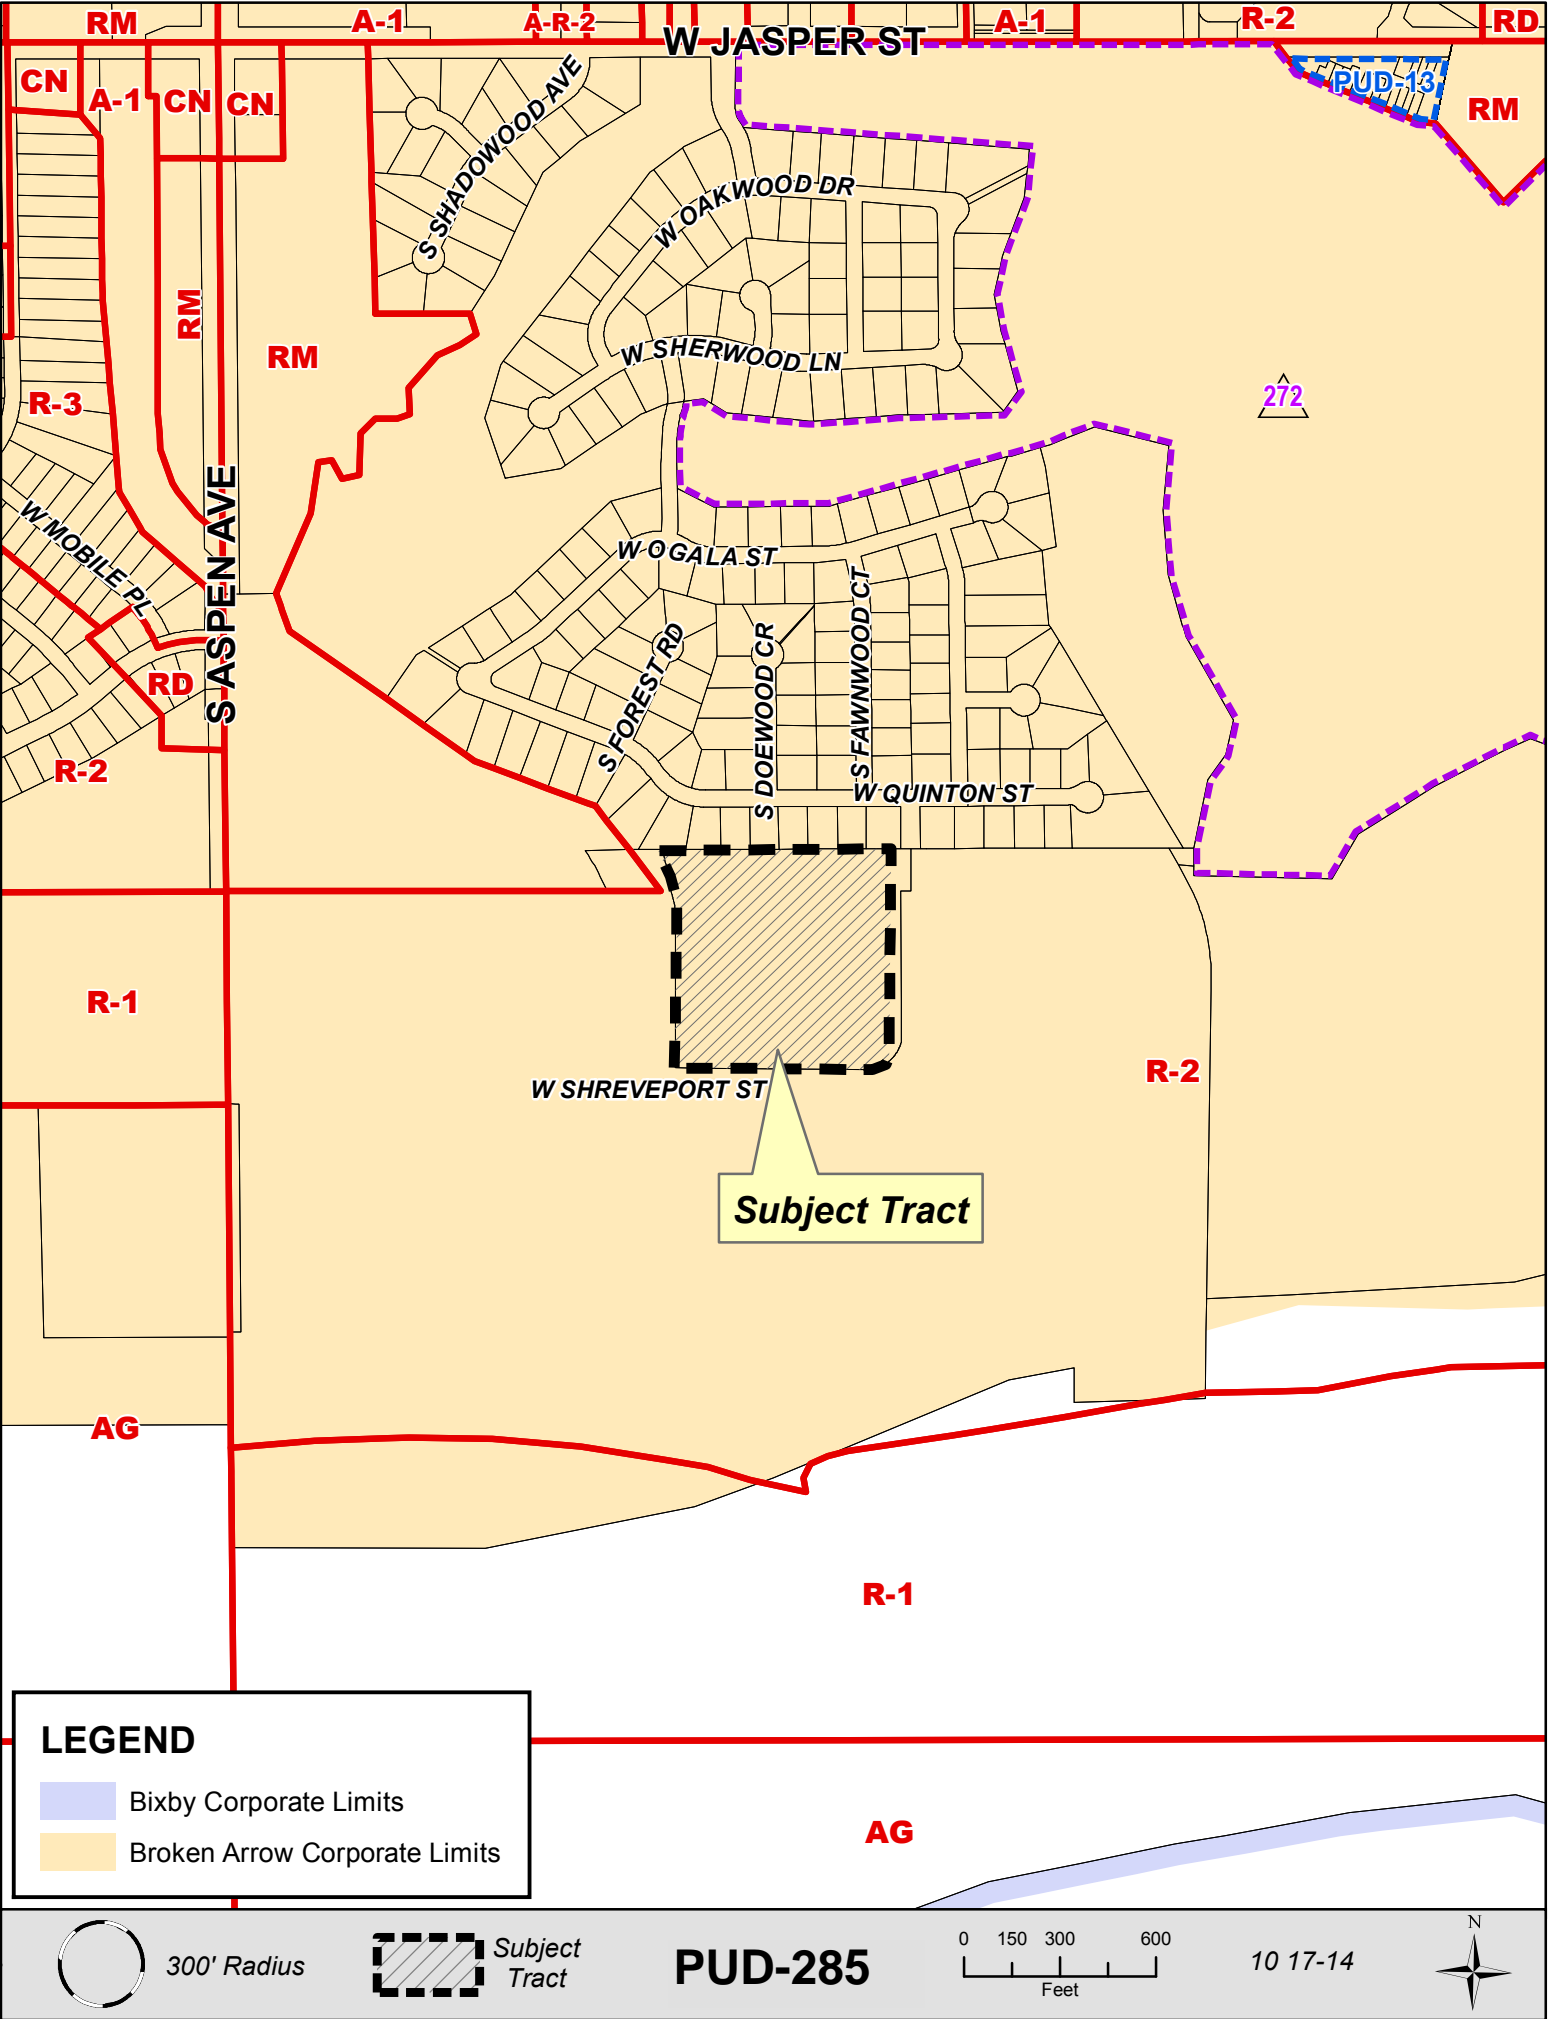 RM
A-1
A-R-2
A-1
R-2
RD
W JASPER ST
CN
A-1
CN
CN
S SHADOWOOD AVE
PUD-13
RM
W OAKWOOD DR
RM
RM
W SHERWOOD LN
R-3
272
W MOBILE PL
S ASPEN AVE
W OGALA ST
S FOREST RD
S DOEWOOD CR
S FAWNWOOD CT
RD
R-2
W QUINTON ST
R-1
R-2
W SHREVEPORT ST
Subject Tract
AG
R-1
LEGEND
Bixby Corporate Limits
Broken Arrow Corporate Limits
AG
300' Radius
Subject
Tract
PUD-285
0 150 300 600
Feet
10 17-14
N